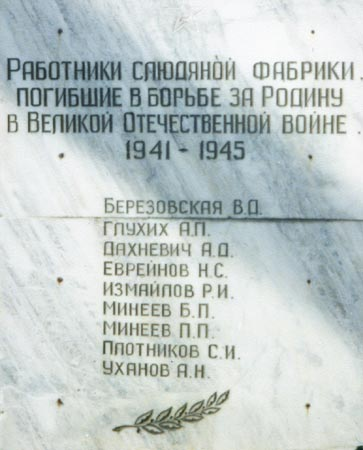 Работники слюдяной фабрики
погибшие в борьбе за Родину
в Великой Отечественной войне
1941 - 1945
Березовская В.Д.
Глухих А.П.
Дахневич А.Д.
Еврейнов Н.С.
Измайлов Р.И.
Минеев Б.П.
Минеев П.П.
Плотников С.И.
Уханов А.Н.